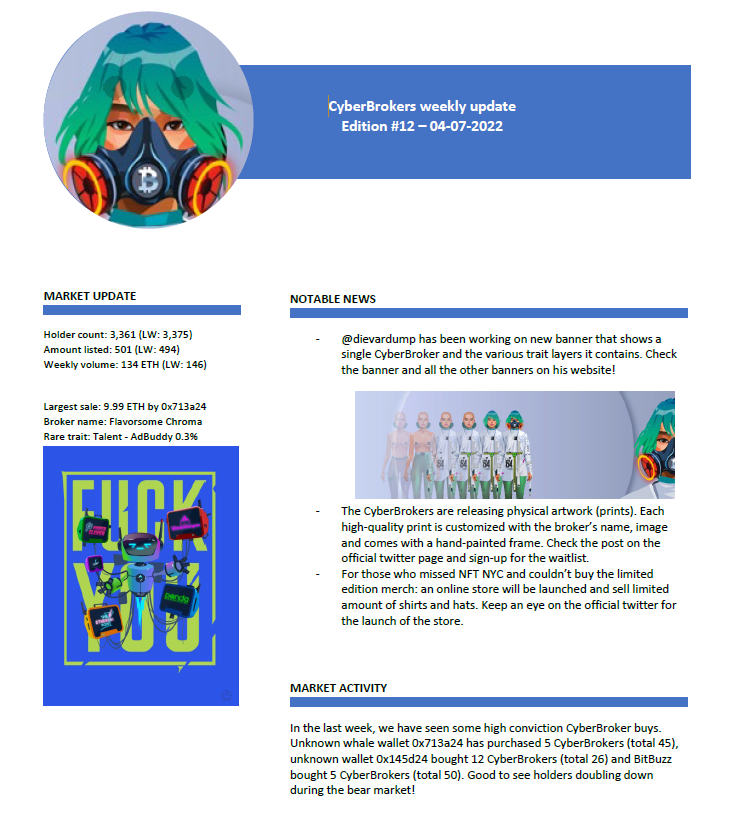 CyberBrokers weekly update
Edition #12 – 04-07-2022
MARKET UPDATE
Holder count: 3,361 (LW: 3,375)
Amount listed: 501 (LW: 494)
Weekly volume: 134 ETH (LW: 146)
Largest sale: 9.99 ETH by 0x713a24
Broker name: Flavorsome Chroma
Rare trait: Talent - AdBuddy 0.3%
FUCK
YOU
panda
NOTABLE NEWS
- @dievardump has been working on new banner that shows a
single CyberBroker and the various trait layers it contains. Check
the banner and all the other banners on his website!
- The CyberBrokers are releasing physical artwork (prints). Each
high-quality print is customized with the broker's name, image
and comes with a hand-painted frame. Check the post on the
official twitter page and sign-up for the waitlist.
- For those who missed NFT NYC and couldn't buy the limited
edition merch: an online store will be launched and sell limited
amount of shirts and hats. Keep an eye on the official twitter for
the launch of the store.
MARKET ACTIVITY
In the last week, we have seen some high conviction CyberBroker buys.
Unknown whale wallet 0x713a24 has purchased 5 CyberBrokers (total 45),
unknown wallet 0x145d24 bought 12 CyberBrokers (total 26) and BitBuzz
bought 5 CyberBrokers (total 50). Good to see holders doubling down
during the bear market!